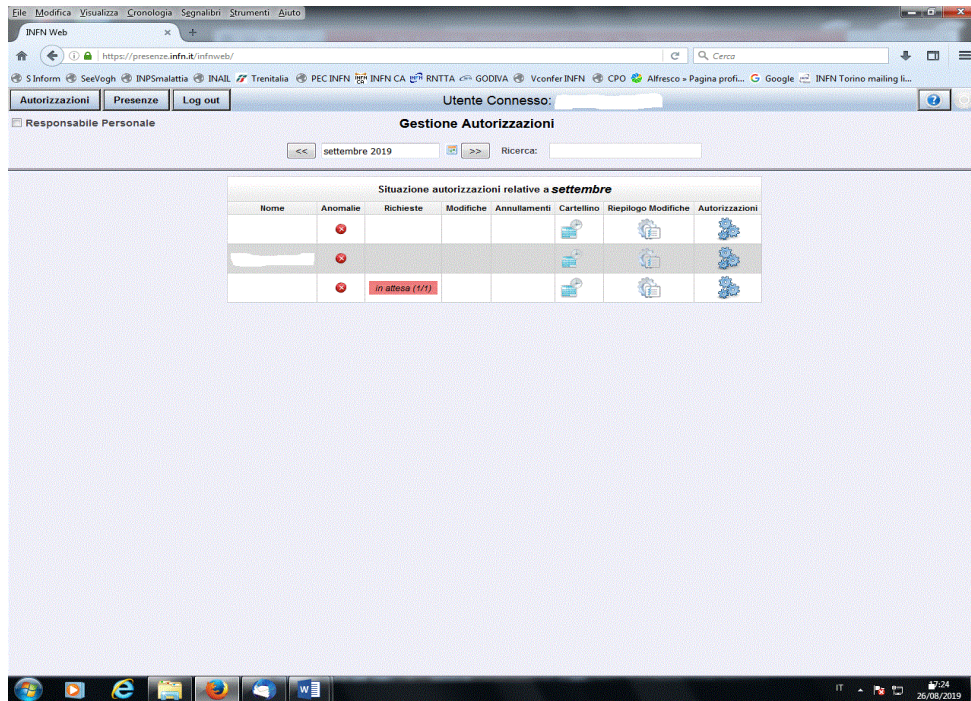 File Modifica Visualizza Cronologia Segnalibri Strumenti Aiuto
INFN Web × +
https://presenze.infn.it/infnweb/ Cerca
S Inform SeeVogh INPSmalattia INAIL Trenitalia PEC INFN INFN CA RNTTA GODIVA Vconfer INFN CPO Alfresco » Pagina profi... Google INFN Torino mailing li...
Autorizzazioni Presenze Log out Utente Connesso:
Responsabile Personale Gestione Autorizzazioni
<< settembre 2019 >> Ricerca:
Situazione autorizzazioni relative a settembre
Nome Anomalie Richieste Modifiche Annullamenti Cartellino Riepilogo Modifiche Autorizzazioni
in attesa (1/1)
IT 17:24
26/08/2019